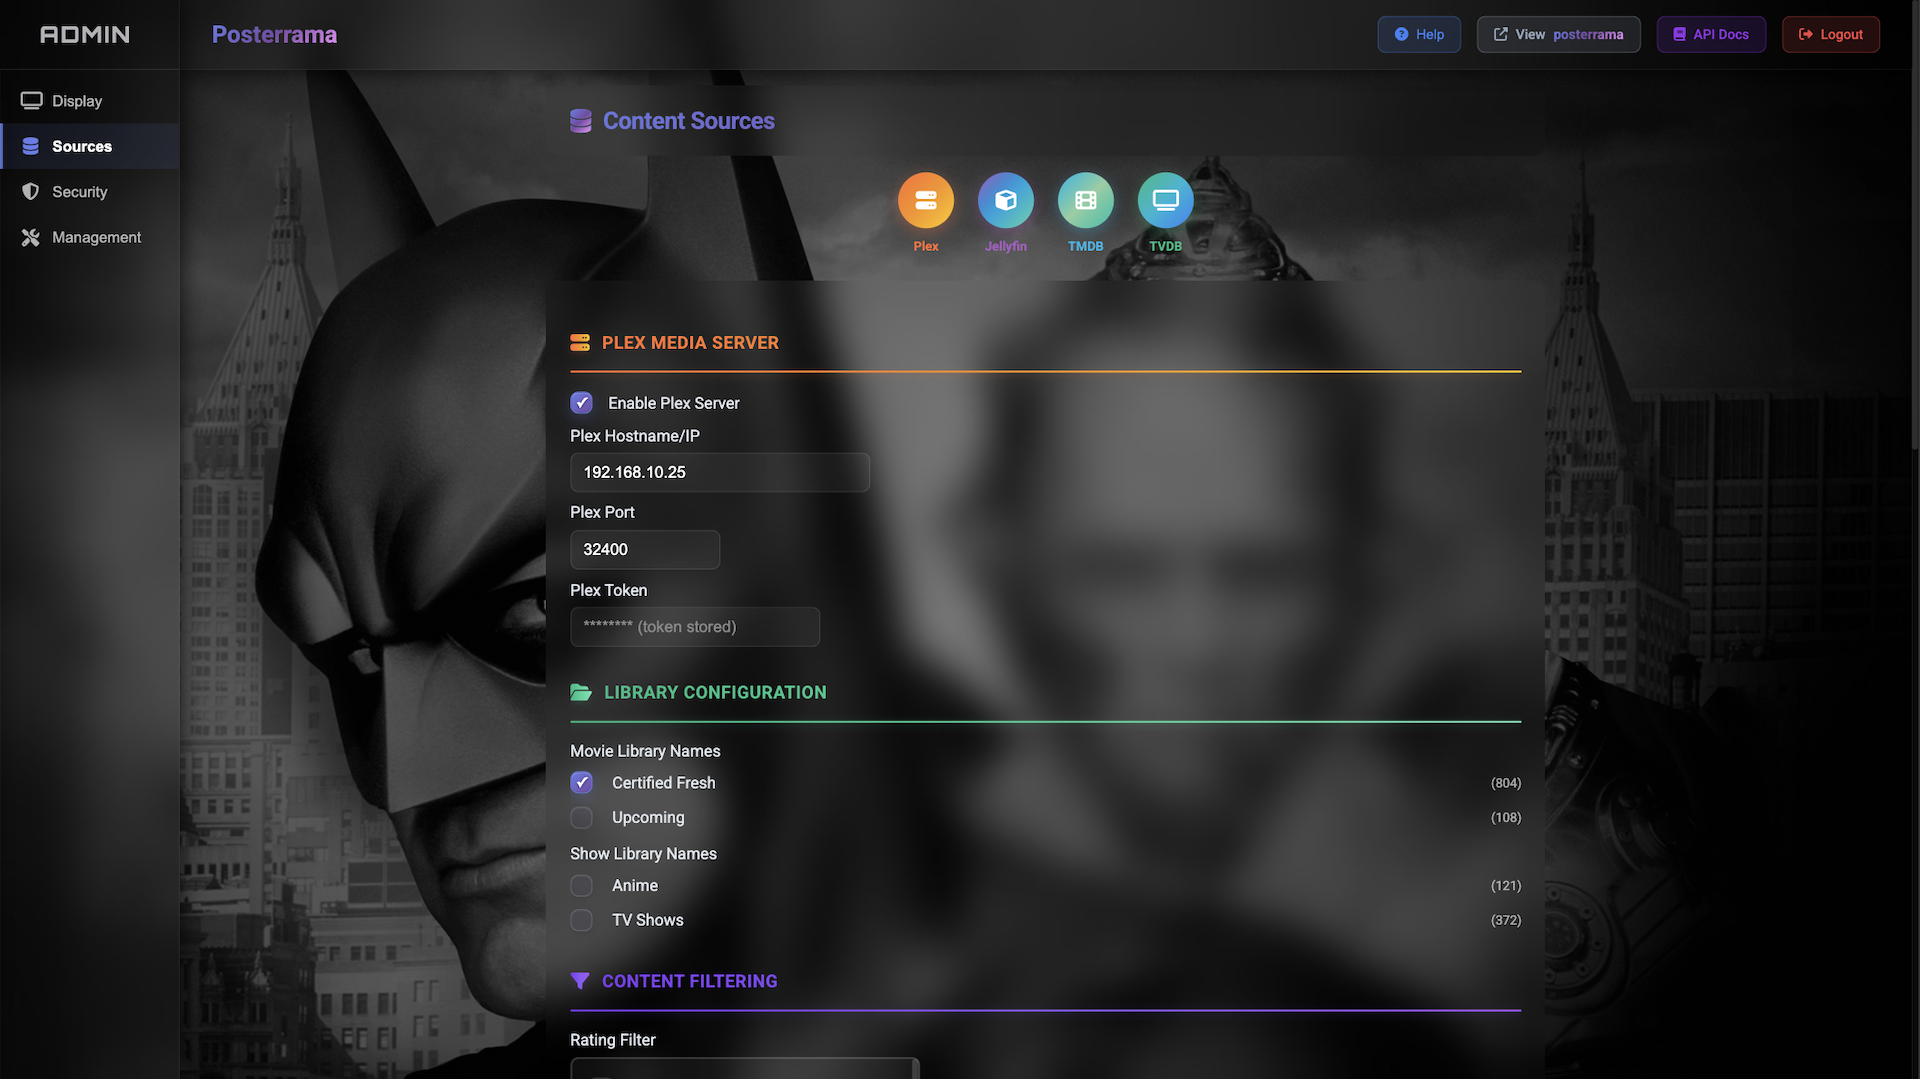 ADMIN
Posterrama
Help
View posterrama
API Docs
Logout
Display
Sources
Security
Management
Content Sources
Plex
Jellyfin
TMDB
TVDB
PLEX MEDIA SERVER
Enable Plex Server
Plex Hostname/IP
192.168.10.25
Plex Port
32400
Plex Token
******** (token stored)
LIBRARY CONFIGURATION
Movie Library Names
Certified Fresh (804)
Upcoming (108)
Show Library Names
Anime (121)
TV Shows (372)
CONTENT FILTERING
Rating Filter